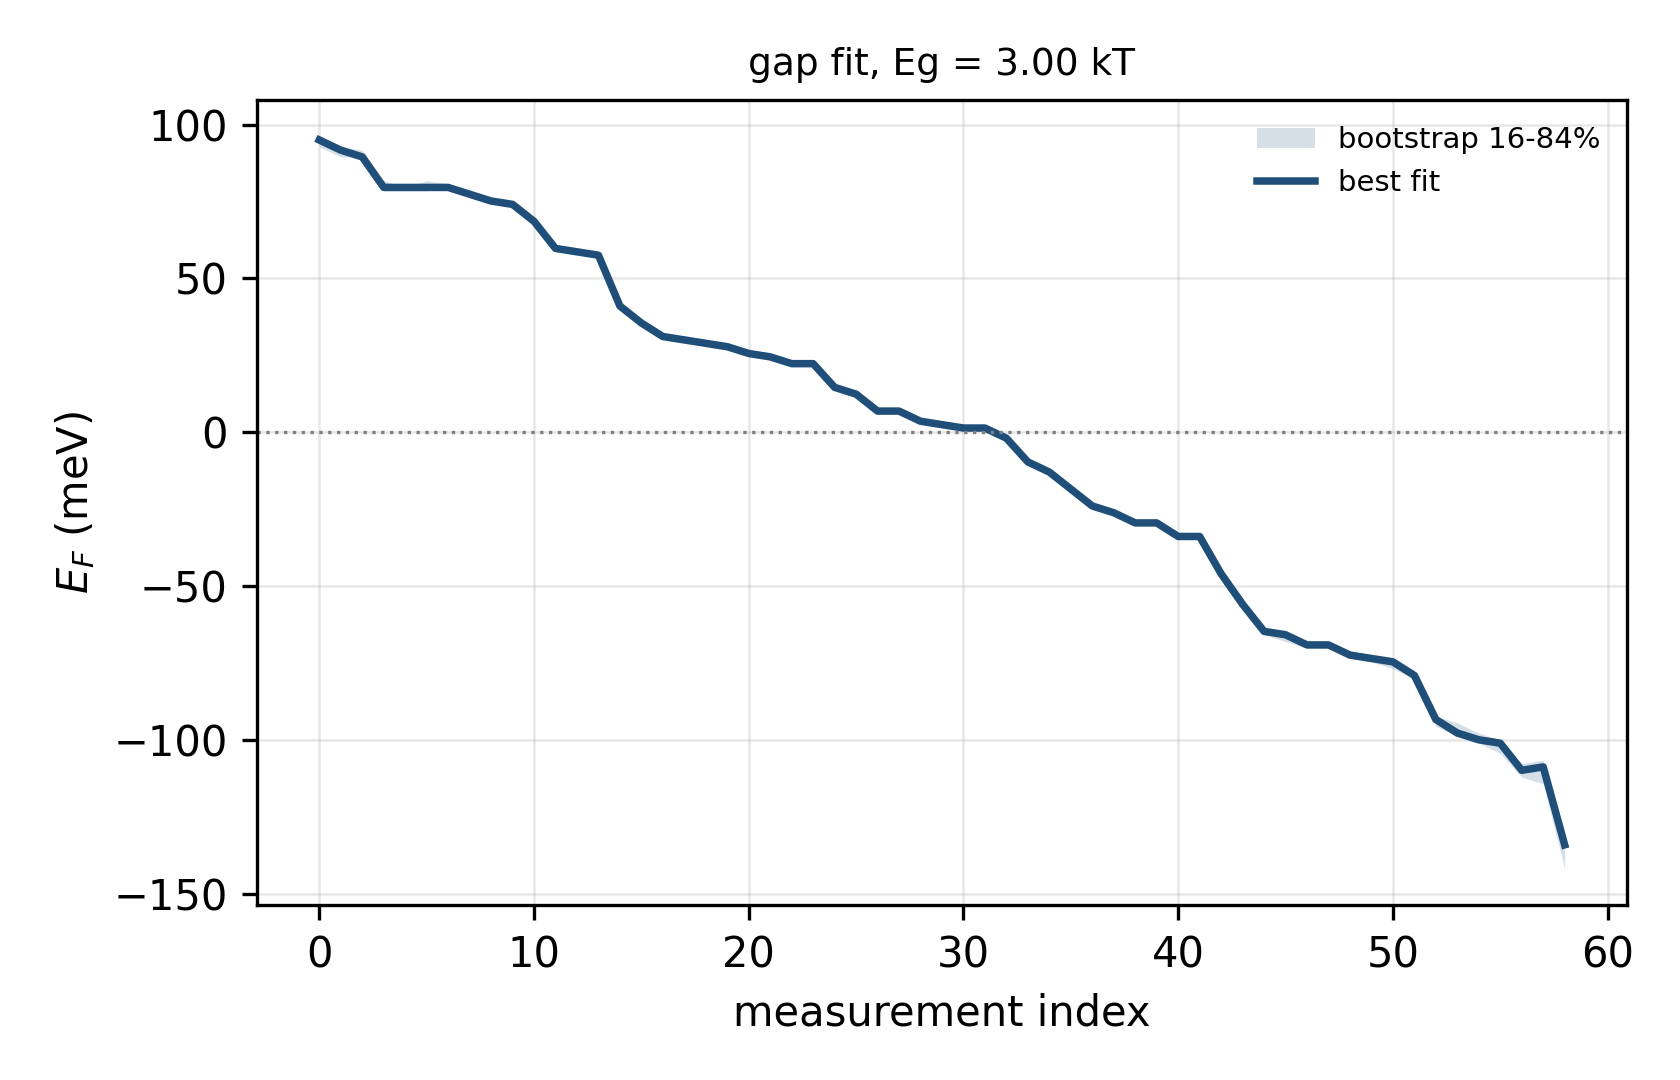 gap fit, Eg = 3.00 kT
bootstrap 16-84%
best fit
100
50
0
−50
−100
−150
E_F (meV)
0 10 20 30 40 50 60
measurement index